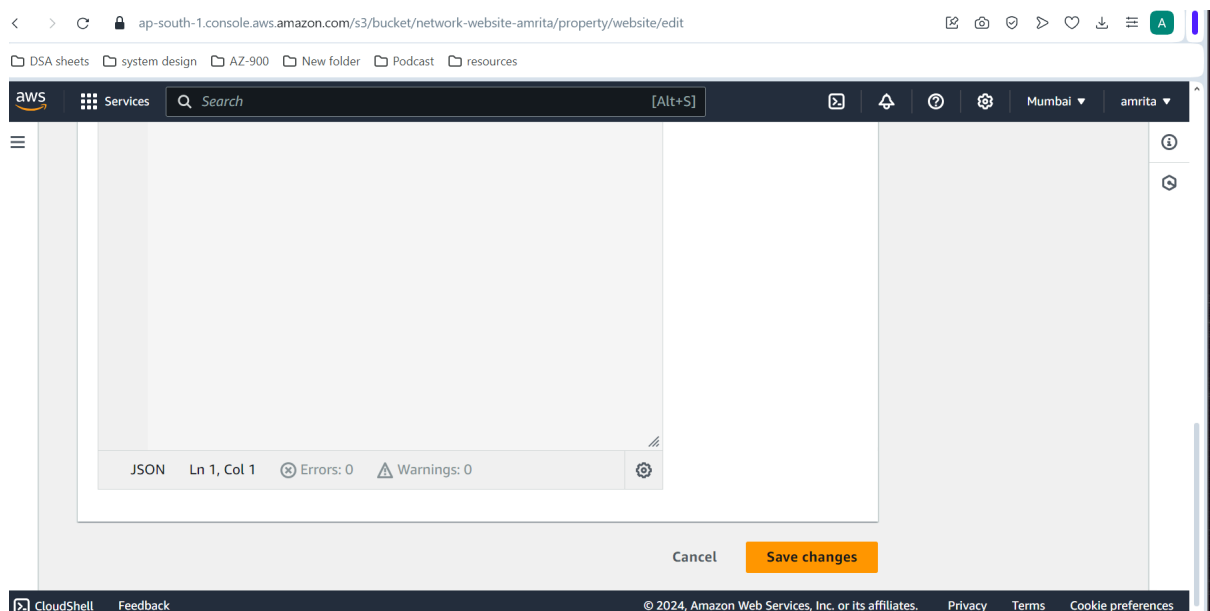 ap-south-1.console.aws.amazon.com/s3/bucket/network-website-amrita/property/website/edit
A
DSA sheets system design AZ-900 New folder Podcast resources
aws Services Search [Alt+S] Mumbai ▼ amrita ▼
JSON Ln 1, Col 1 Errors: 0 Warnings: 0
Cancel Save changes
CloudShell Feedback © 2024, Amazon Web Services, Inc. or its affiliates. Privacy Terms Cookie preferences